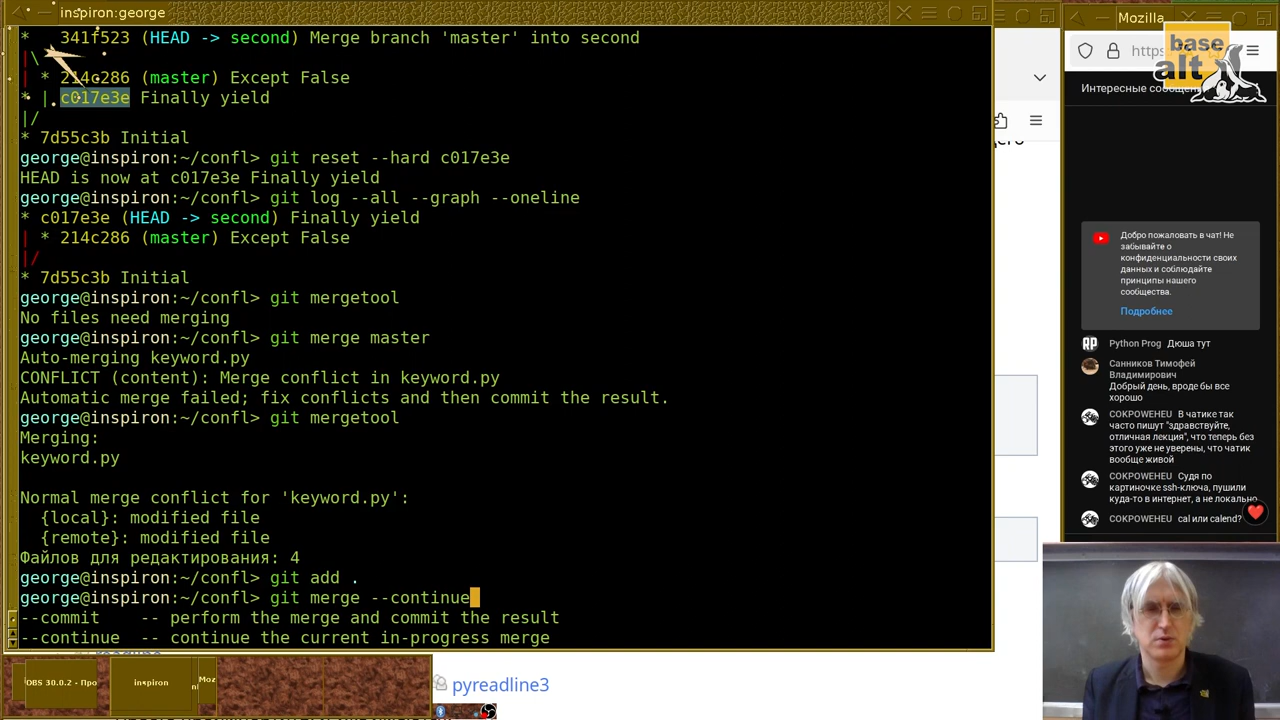 inspiron:george
* 341f523 (HEAD -> second) Merge branch 'master' into second
|\
| * 214c286 (master) Except False
* | c017e3e Finally yield
|/
* 7d55c3b Initial
george@inspiron:~/confl> git reset --hard c017e3e
HEAD is now at c017e3e Finally yield
george@inspiron:~/confl> git log --all --graph --oneline
* c017e3e (HEAD -> second) Finally yield
| * 214c286 (master) Except False
|/
* 7d55c3b Initial
george@inspiron:~/confl> git mergetool
No files need merging
george@inspiron:~/confl> git merge master
Auto-merging keyword.py
CONFLICT (content): Merge conflict in keyword.py
Automatic merge failed; fix conflicts and then commit the result.
george@inspiron:~/confl> git mergetool
Merging:
keyword.py
Normal merge conflict for 'keyword.py':
{local}: modified file
{remote}: modified file
Файлов для редактирования: 4
george@inspiron:~/confl> git add .
george@inspiron:~/confl> git merge --continue
--commit -- perform the merge and commit the result
--continue -- continue the current in-progress merge
OBS 30.0.2 - Про
inspiron
Moz
pyreadline3
Mozilla
https
base
alt
Интересные сооб
Добро пожаловать в чат! Не
забывайте о
конфиденциальности своих
данных и соблюдайте
принципы нашего
сообщества.
Подробнее
Python Prog Дюша тут
Санников Тимофей
Владимирович
Добрый день, вроде бы все
хорошо
COKPOWEHEU В чатике так
часто пишут "здравствуйте,
отличная лекция", что теперь без
этого уже не уверены, что чатик
вообще живой
COKPOWEHEU Судя по
картиночке ssh-ключа, пушили
куда-то в интернет, а не локально
COKPOWEHEU cal или calend?